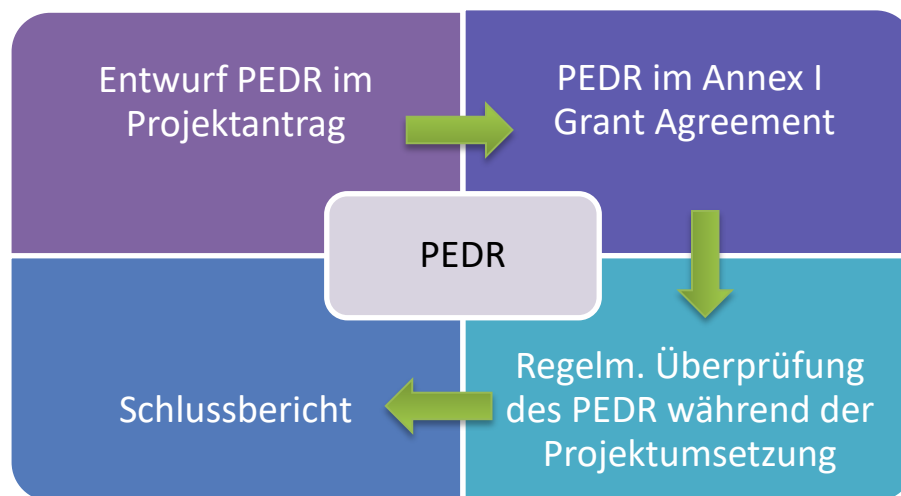 Entwurf PEDR im
Projektantrag
PEDR im Annex I
Grant Agreement
PEDR
Regelm. Überprüfung
des PEDR während der
Projektumsetzung
Schlussbericht